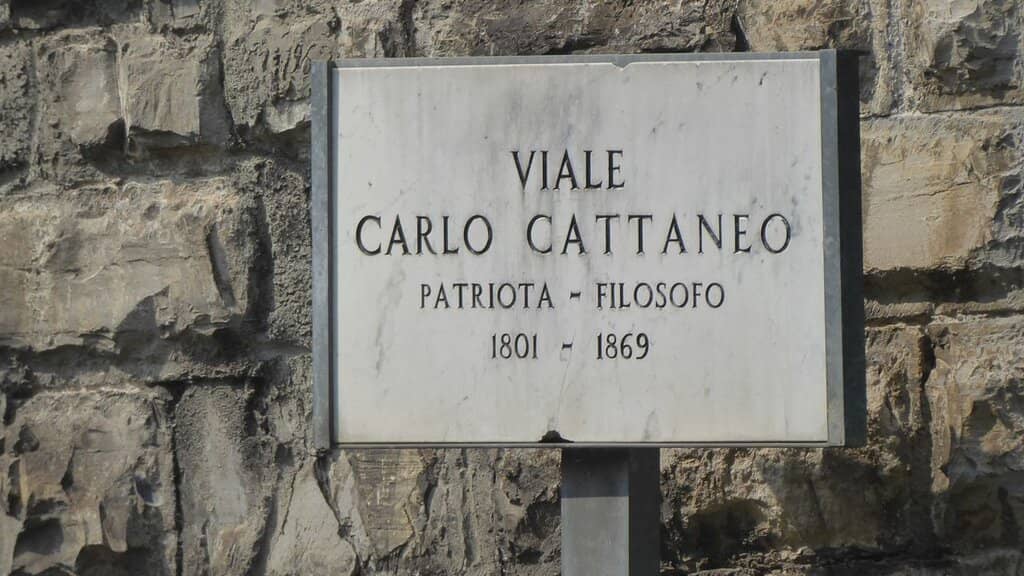 VIALE
CARLO CATTANEO
PATRIOTA - FILOSOFO
1801 - 1869